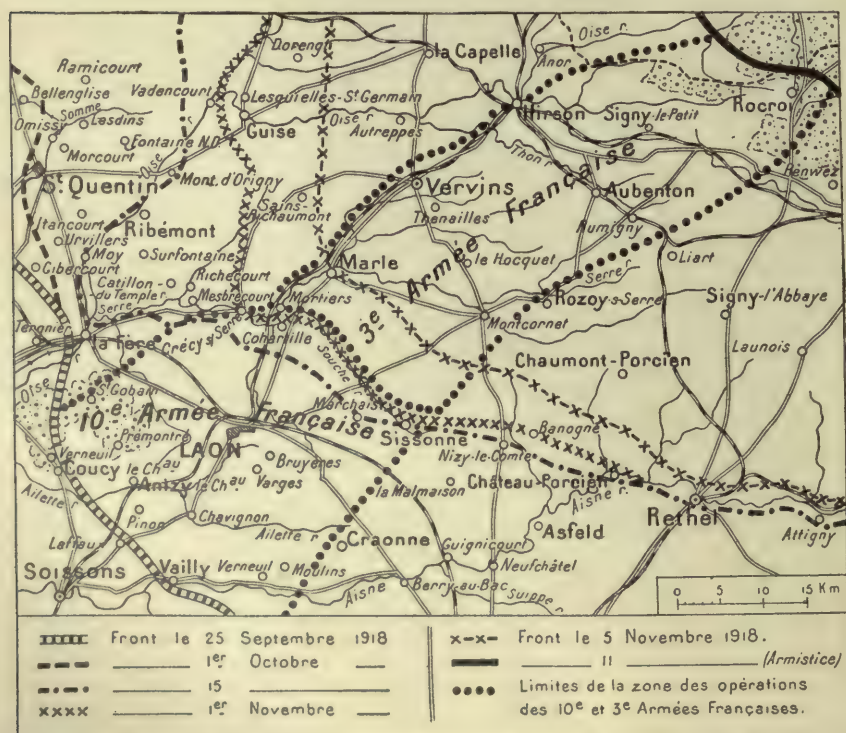 Dorengt
la Capelle
Oise r.
Anor
Ramicourt
Bellenglise
Vadencourt
Lesquielles-St Germain
Hirson
Rocroi
Omissy
Somme
Lesdins
Guise
Oise r.
Autreppes
Signy-le-Petit
Morcourt
Fontaine N.D.
Oise
Thon
Renwez
St. Quentin
Mont. d'Origny
Vervins
Aubenton
Sains-Richaumont
Thenailles
Itancourt
Ribémont
Rumigny
Urvillers
Surfontaine
Marle
le Hocquet
Liart
Moy
Cibercourt
Richecourt
Serre r.
Catillon-
du Temple
Mesbrecourt
Mortiers
3e Armée Française
Rozoy-s-Serre
Signy-l'Abbaye
Serre
Tergnier
la Fère
Crécy s/ Serre
Coharlille
Montcornet
Souche r.
Chaumont-Porcien
Launois
Oise
St. Gobain
10e Armée Française
Marchais
Prémontré
LAON
Sissonne
Banogne
Verneuil
Nizy-le-Comte
Coucy le Chau
Bruyères
Château-Porcien
Ailette r.
Anizy le Chau
Varges
la Malmaison
Aisne r.
Rethel
Pinon
Chavignon
Asfeld
Attigny
Ailette r.
Craonne
Laffaux
Guignicourt
Soissons
Vailly
Verneuil
Moulins
Neufchâtel
Aisne
Berry-au-Bac
Suippe r.
0 5 10 15 Km
Front le 25 Septembre 1918
1er Octobre
15
1er Novembre
Front le 5 Novembre 1918.
11 (Armistice)
Limites de la zone des opérations
des 10e et 3e Armées Françaises.